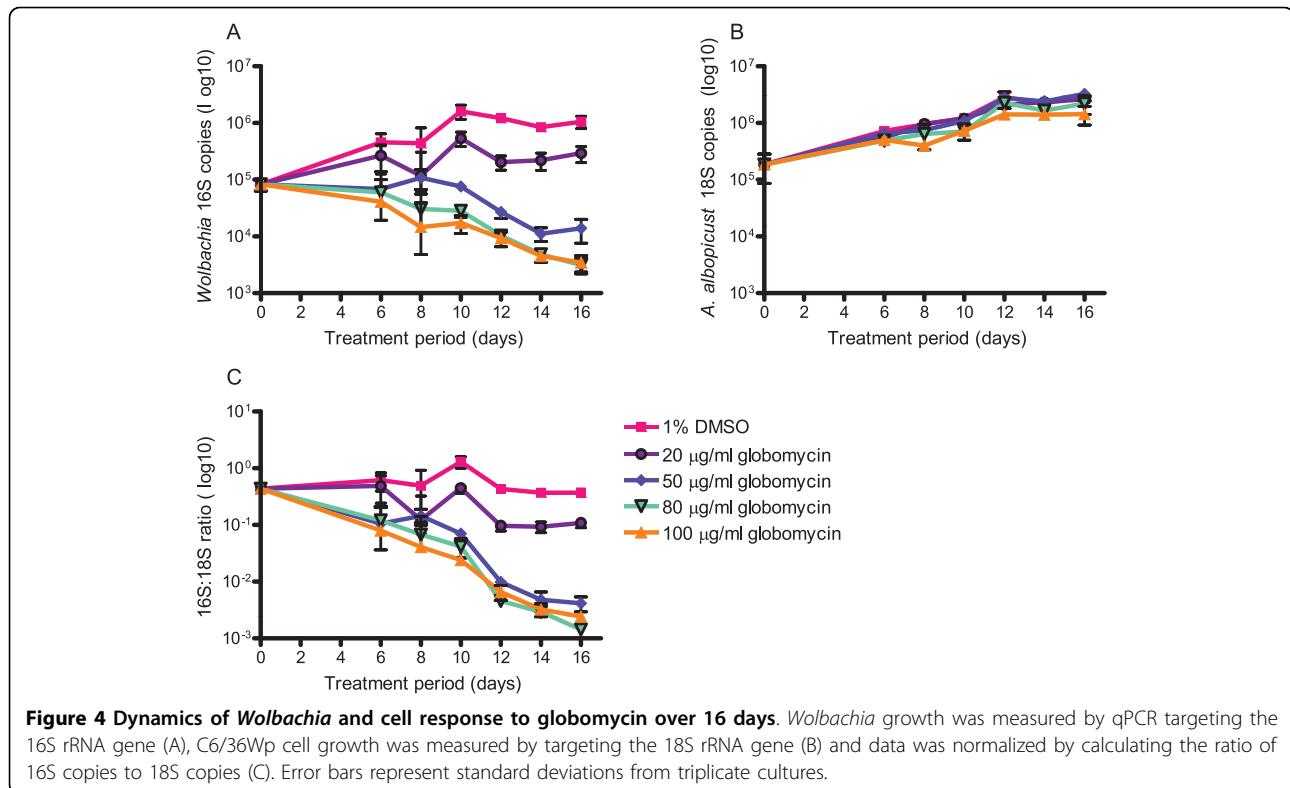 A
Wolbachia 16S copies (l og10)
10⁷
10⁶
10⁵
10⁴
10³
0 2 4 6 8 10 12 14 16
Treatment period (days)
B
A. albopicust 18S copies (log10)
10⁷
10⁶
10⁵
10⁴
10³
0 2 4 6 8 10 12 14 16
Treatment period (days)
C
16S:18S ratio ( log10)
10¹
10⁰
10⁻¹
10⁻²
10⁻³
0 2 4 6 8 10 12 14 16
Treatment period (days)
1% DMSO
20 µg/ml globomycin
50 µg/ml globomycin
80 µg/ml globomycin
100 µg/ml globomycin
Figure 4 Dynamics of Wolbachia and cell response to globomycin over 16 days. Wolbachia growth was measured by qPCR targeting the
16S rRNA gene (A), C6/36Wp cell growth was measured by targeting the 18S rRNA gene (B) and data was normalized by calculating the ratio of
16S copies to 18S copies (C). Error bars represent standard deviations from triplicate cultures.